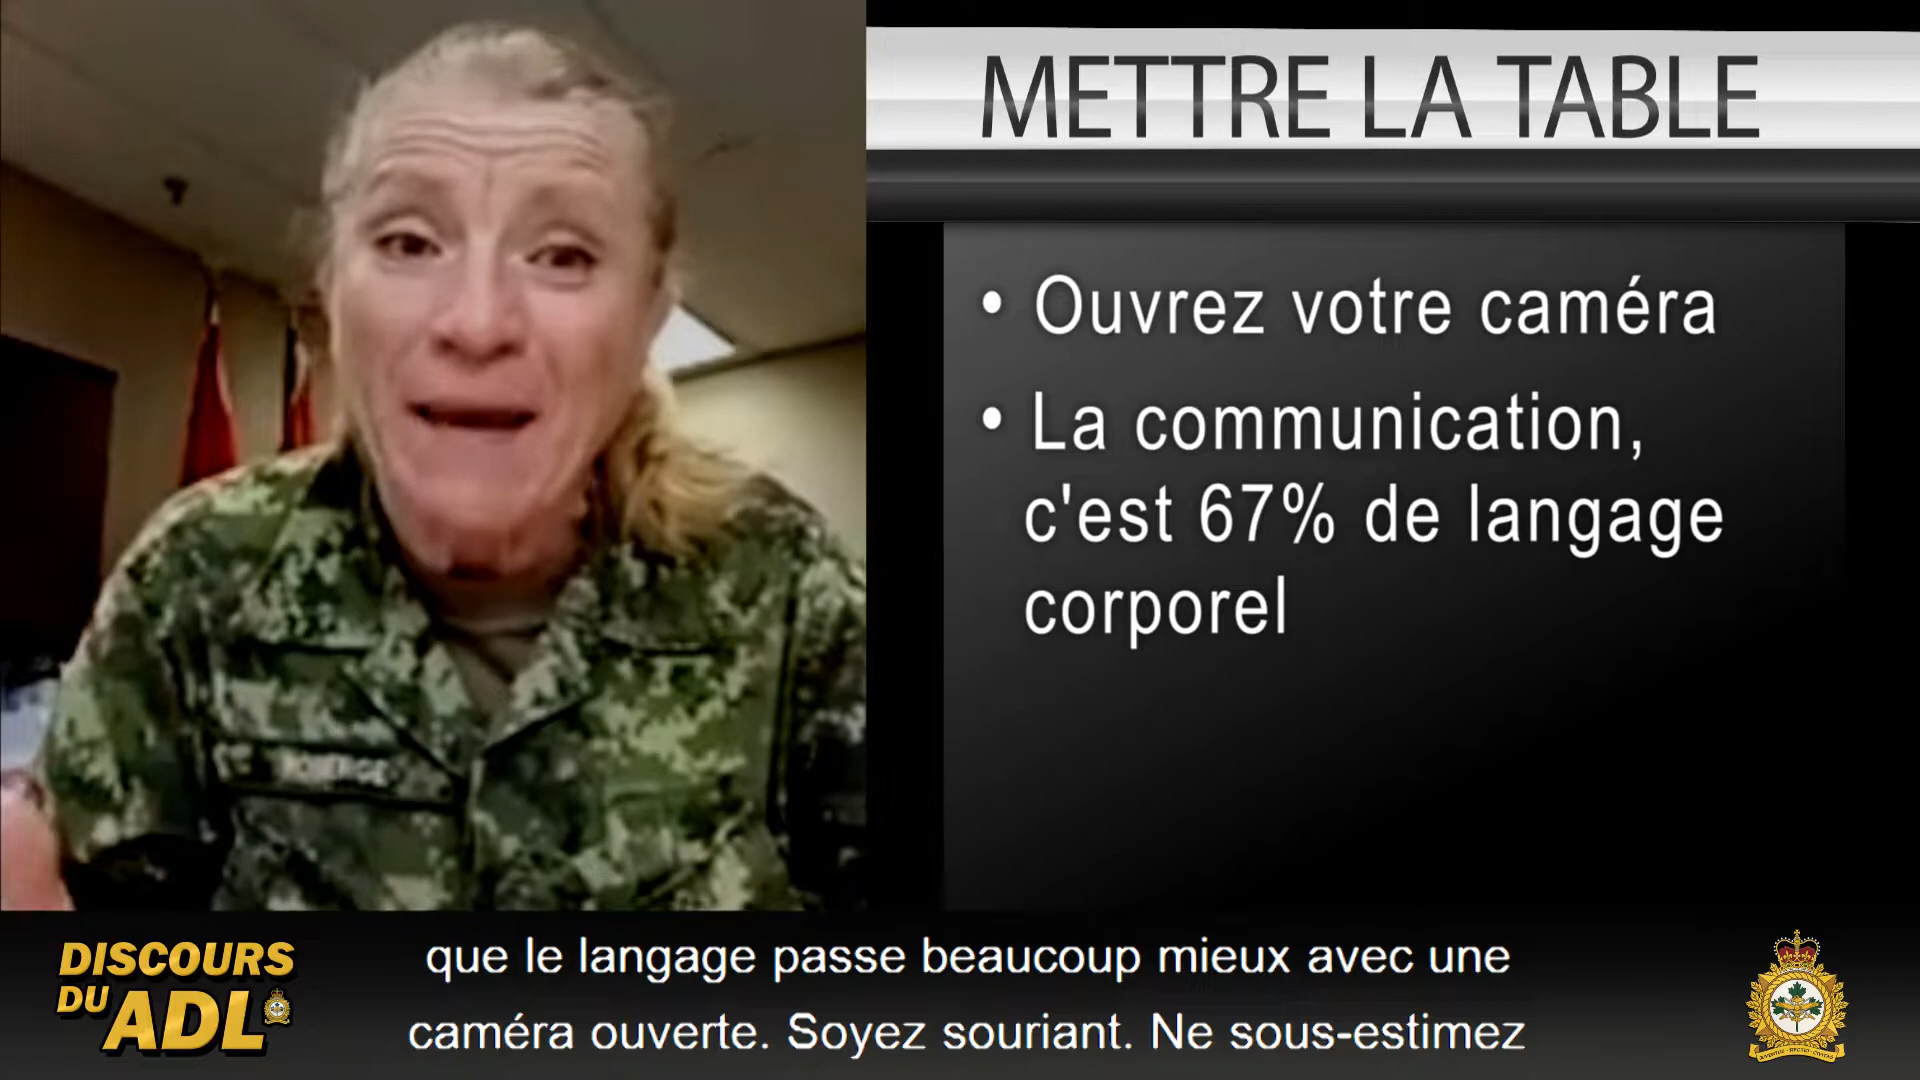 METTRE LA TABLE
• Ouvrez votre caméra
• La communication,
c'est 67% de langage
corporel
ROBERGE
DISCOURS
DU ADL
que le langage passe beaucoup mieux avec une
caméra ouverte. Soyez souriant. Ne sous-estimez